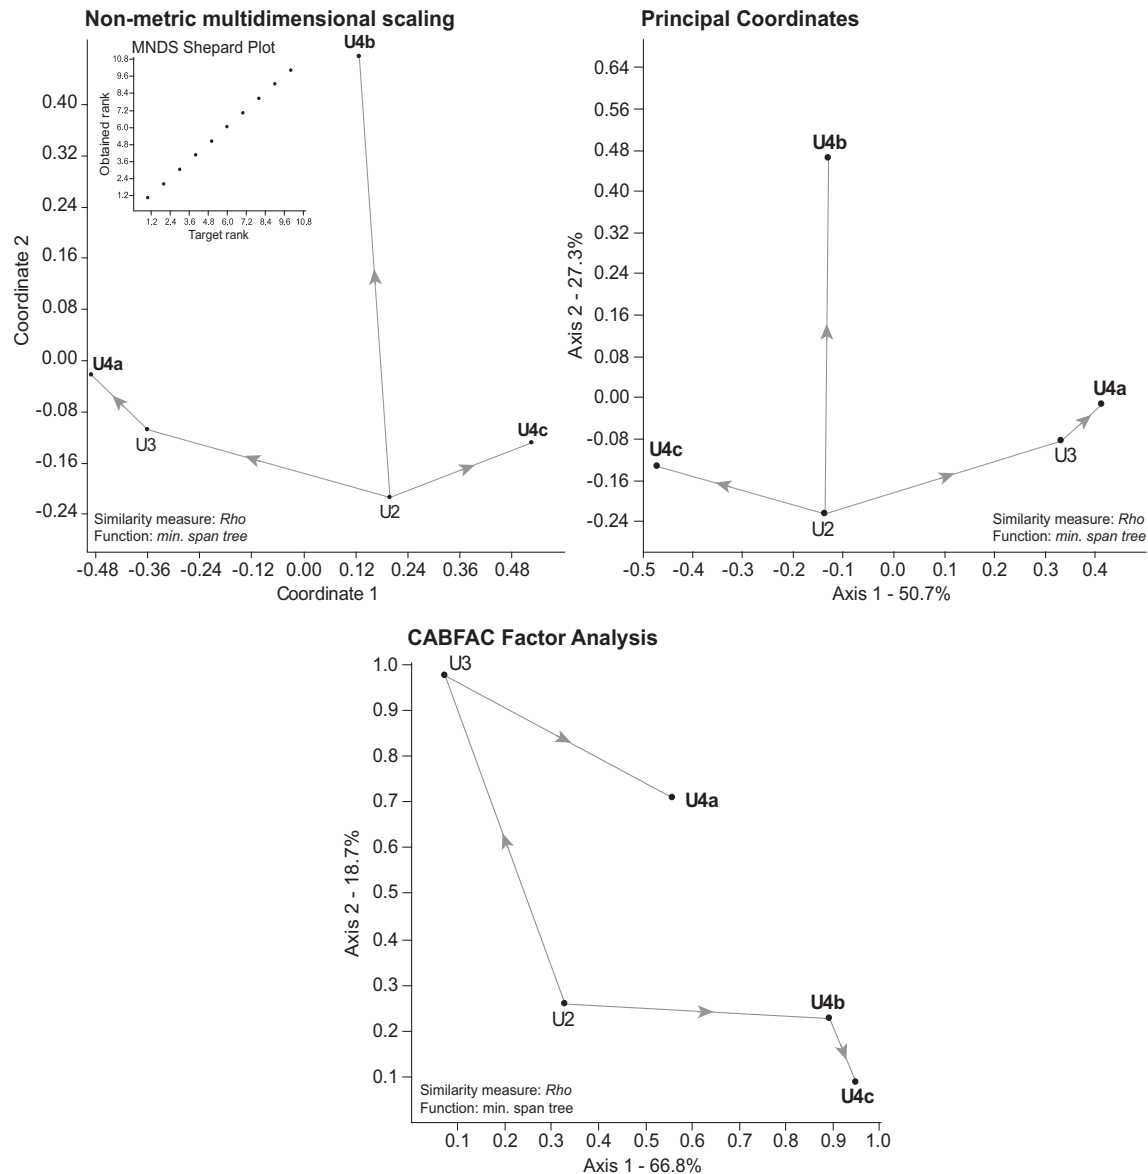 Non-metric multidimensional scaling
MNDS Shepard Plot
Obtained rank
10.8
9.6
8.4
7.2
6.0
4.8
3.6
2.4
1.2
1.2 2.4 3.6 4.8 6.0 7.2 8.4 9.6 10.8
Target rank
U4b
U4a
U3
U4c
U2
Coordinate 2
0.40
0.32
0.24
0.16
0.08
0.00
-0.08
-0.16
-0.24
Similarity measure: Rho
Function: min. span tree
-0.48 -0.36 -0.24 -0.12 0.00 0.12 0.24 0.36 0.48
Coordinate 1
Principal Coordinates
Axis 2 - 27.3%
0.64
0.56
0.48
0.40
0.32
0.24
0.16
0.08
0.00
-0.08
-0.16
-0.24
U4b
U4a
U3
U4c
U2
Similarity measure: Rho
Function: min. span tree
-0.5 -0.4 -0.3 -0.2 -0.1 0.0 0.1 0.2 0.3 0.4
Axis 1 - 50.7%
CABFAC Factor Analysis
Axis 2 - 18.7%
1.0
0.9
0.8
0.7
0.6
0.5
0.4
0.3
0.2
0.1
U3
U4a
U2
U4b
U4c
Similarity measure: Rho
Function: min. span tree
0.1 0.2 0.3 0.4 0.5 0.6 0.7 0.8 0.9 1.0
Axis 1 - 66.8%